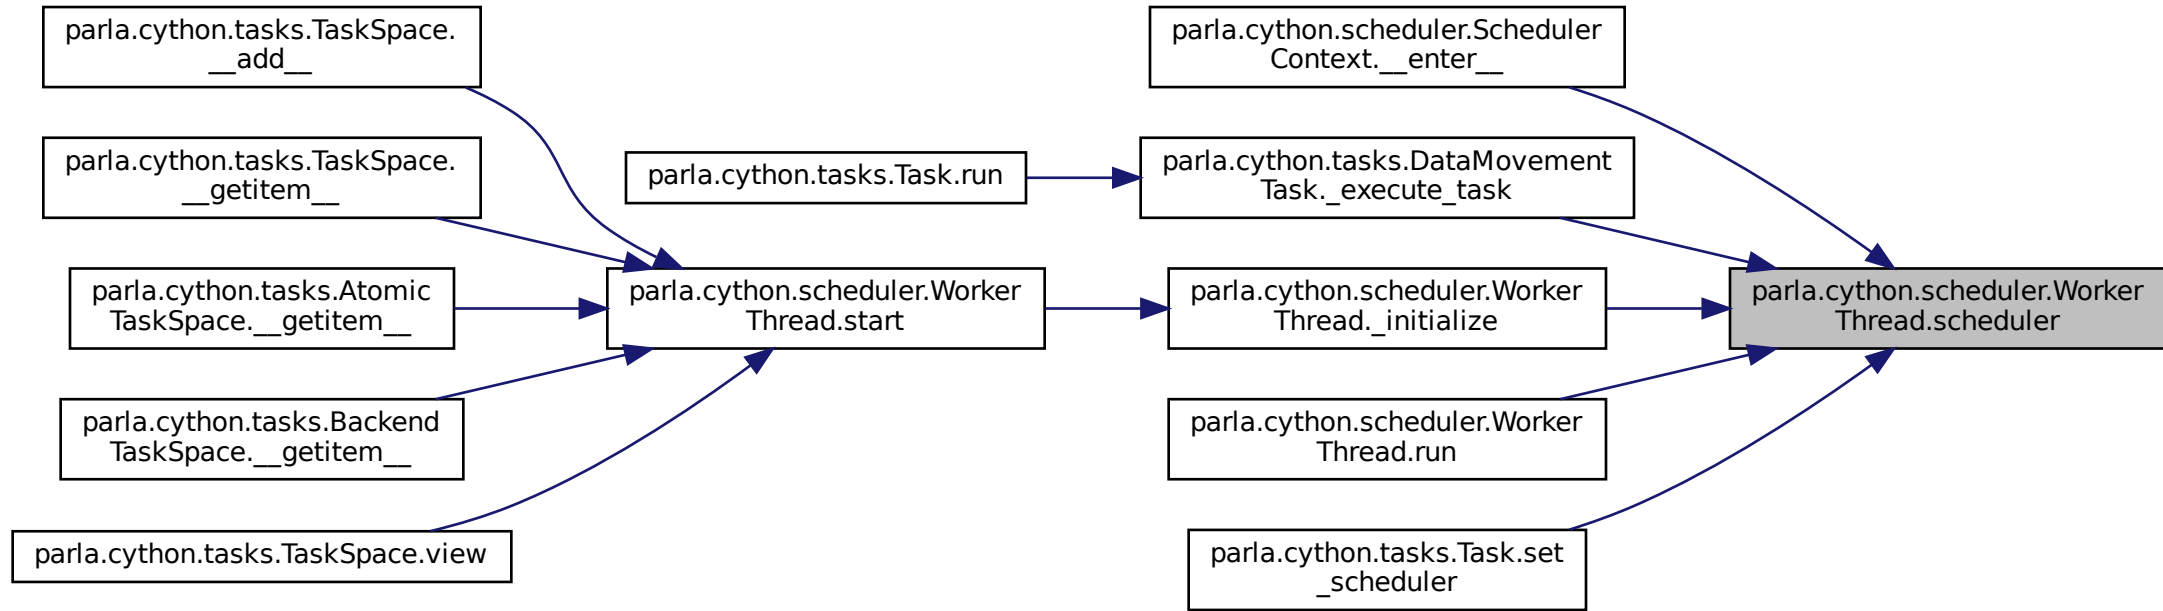 parla.cython.tasks.TaskSpace.
__add__
parla.cython.tasks.TaskSpace.
__getitem__
parla.cython.tasks.Atomic
TaskSpace.__getitem__
parla.cython.tasks.Backend
TaskSpace.__getitem__
parla.cython.tasks.TaskSpace.view
parla.cython.tasks.Task.run
parla.cython.scheduler.Worker
Thread.start
parla.cython.scheduler.Scheduler
Context.__enter__
parla.cython.tasks.DataMovement
Task._execute_task
parla.cython.scheduler.Worker
Thread._initialize
parla.cython.scheduler.Worker
Thread.run
parla.cython.tasks.Task.set
_scheduler
parla.cython.scheduler.Worker
Thread.scheduler